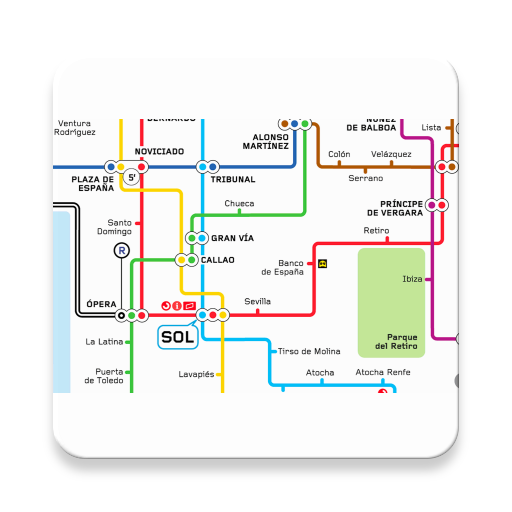 BERNARDO
NUÑEZ
DE BALBOA
Lista
Ventura
Rodríguez
ALONSO
MARTÍNEZ
NOVICIADO
Colón
Velázquez
Serrano
5'
PLAZA DE
ESPAÑA
TRIBUNAL
Chueca
PRÍNCIPE
DE VERGARA
Santo
Domingo
GRAN VÍA
Retiro
R
CALLAO
Banco
de España
Ibiza
ÓPERA
Sevilla
SOL
La Latina
Parque
del Retiro
Tirso de Molina
Puerta
de Toledo
Lavapiés
Atocha
Atocha Renfe